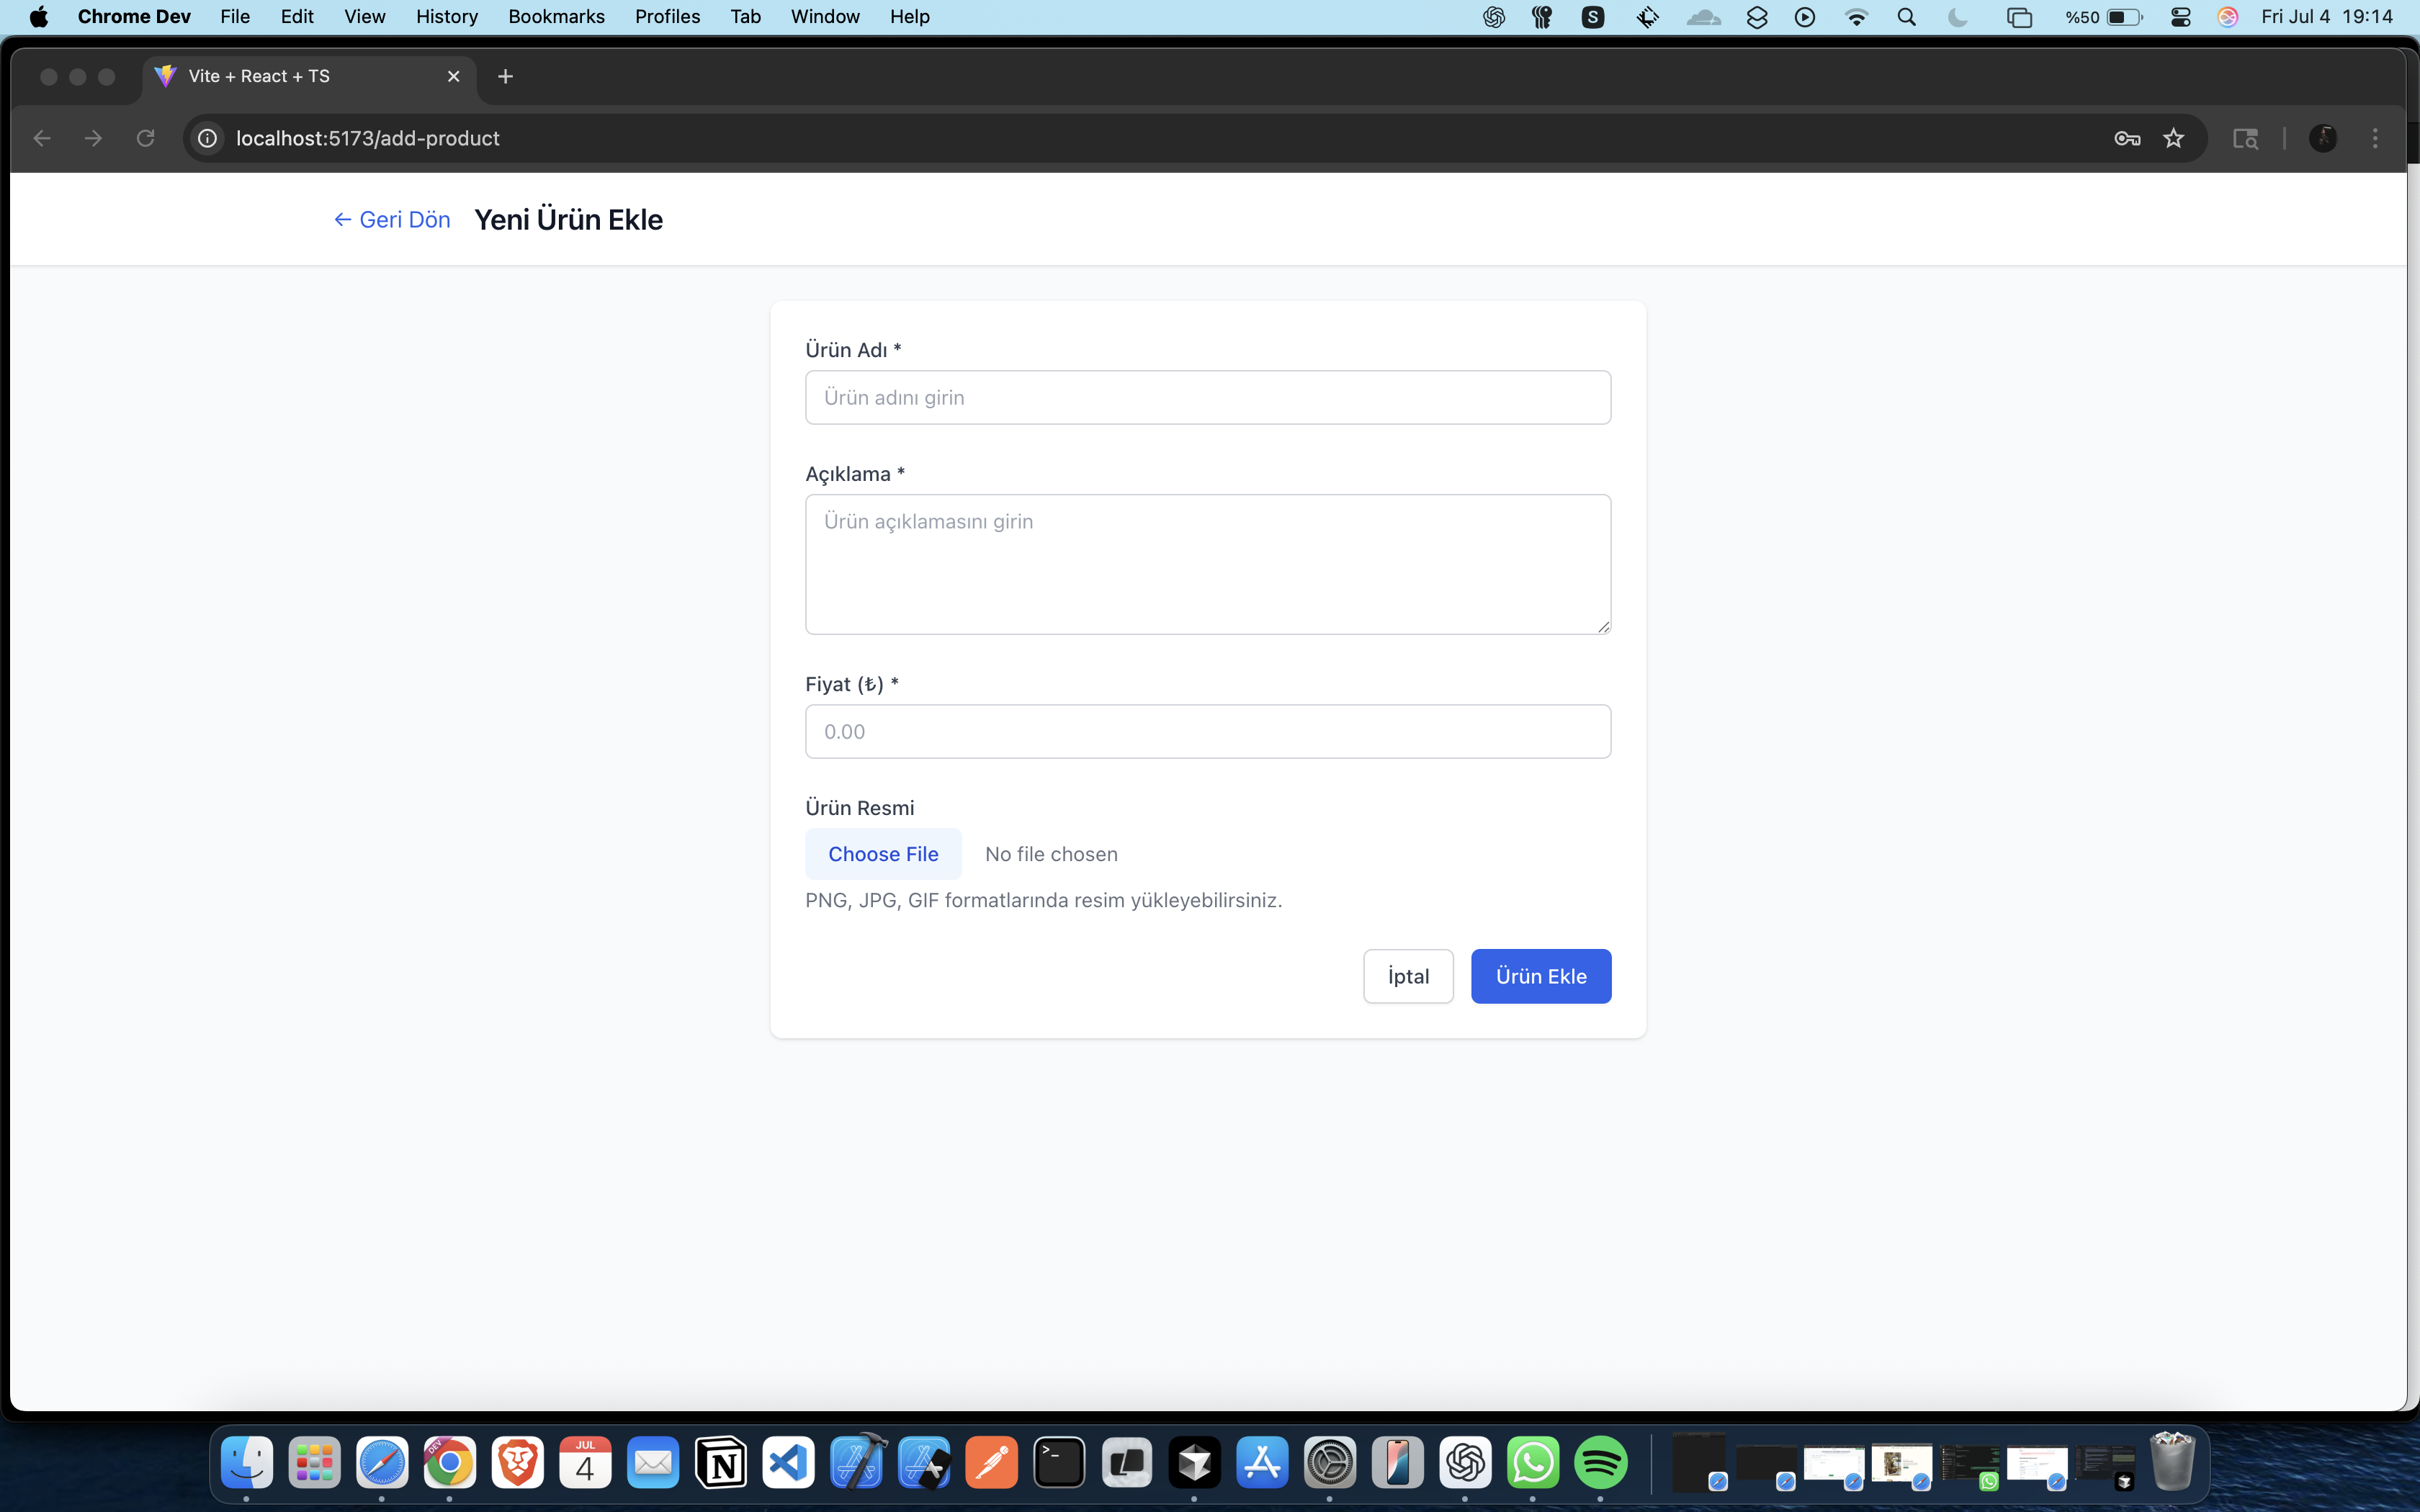 Chrome Dev File Edit View History Bookmarks Profiles Tab Window Help S %50 Fri Jul 4 19:14
Vite + React + TS
localhost:5173/add-product
← Geri Dön Yeni Ürün Ekle
Ürün Adı *
Ürün adını girin
Açıklama *
Ürün açıklamasını girin
Fiyat (₺) *
0.00
Ürün Resmi
Choose File No file chosen
PNG, JPG, GIF formatlarında resim yükleyebilirsiniz.
İptal Ürün Ekle
DEV JUL
4